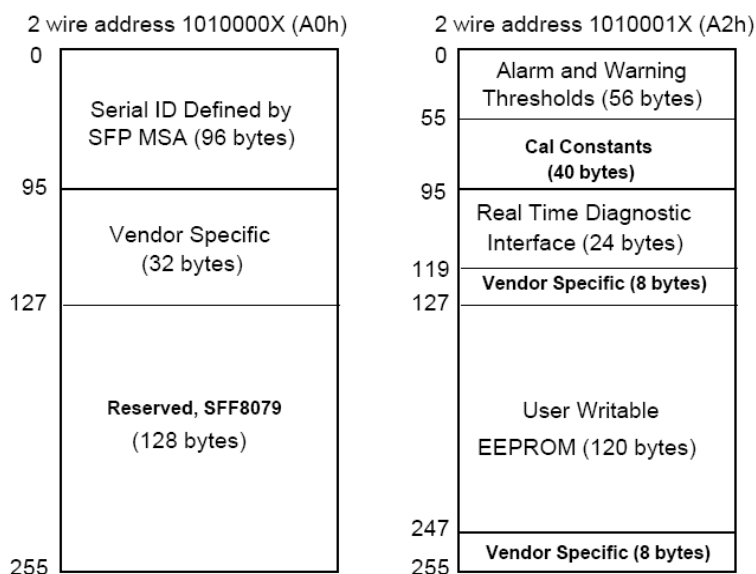 2 wire address 1010000X (A0h)
0
Serial ID Defined by
SFP MSA (96 bytes)
95
Vendor Specific
(32 bytes)
127
Reserved, SFF8079
(128 bytes)
255
2 wire address 1010001X (A2h)
0
Alarm and Warning
Thresholds (56 bytes)
55
Cal Constants
(40 bytes)
95
Real Time Diagnostic
Interface (24 bytes)
119
Vendor Specific (8 bytes)
127
User Writable
EEPROM (120 bytes)
247
Vendor Specific (8 bytes)
255